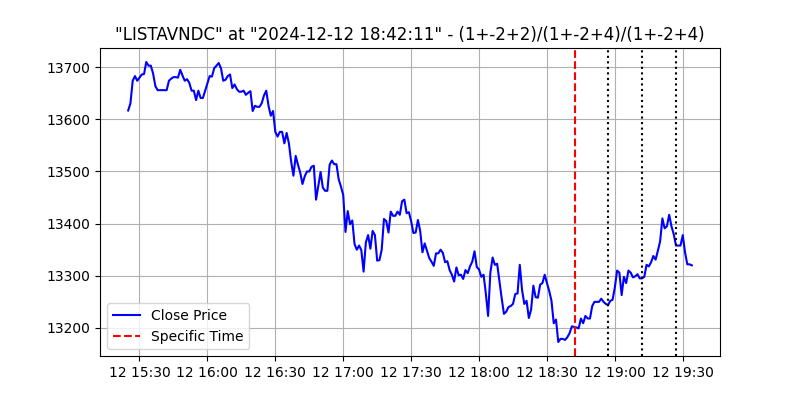 "LISTAVNDC" at "2024-12-12 18:42:11" - (1+-2+2)/(1+-2+4)/(1+-2+4)
13700
13600
13500
13400
13300
13200
Close Price
Specific Time
12 15:30 12 16:00 12 16:30 12 17:00 12 17:30 12 18:00 12 18:30 12 19:00 12 19:30